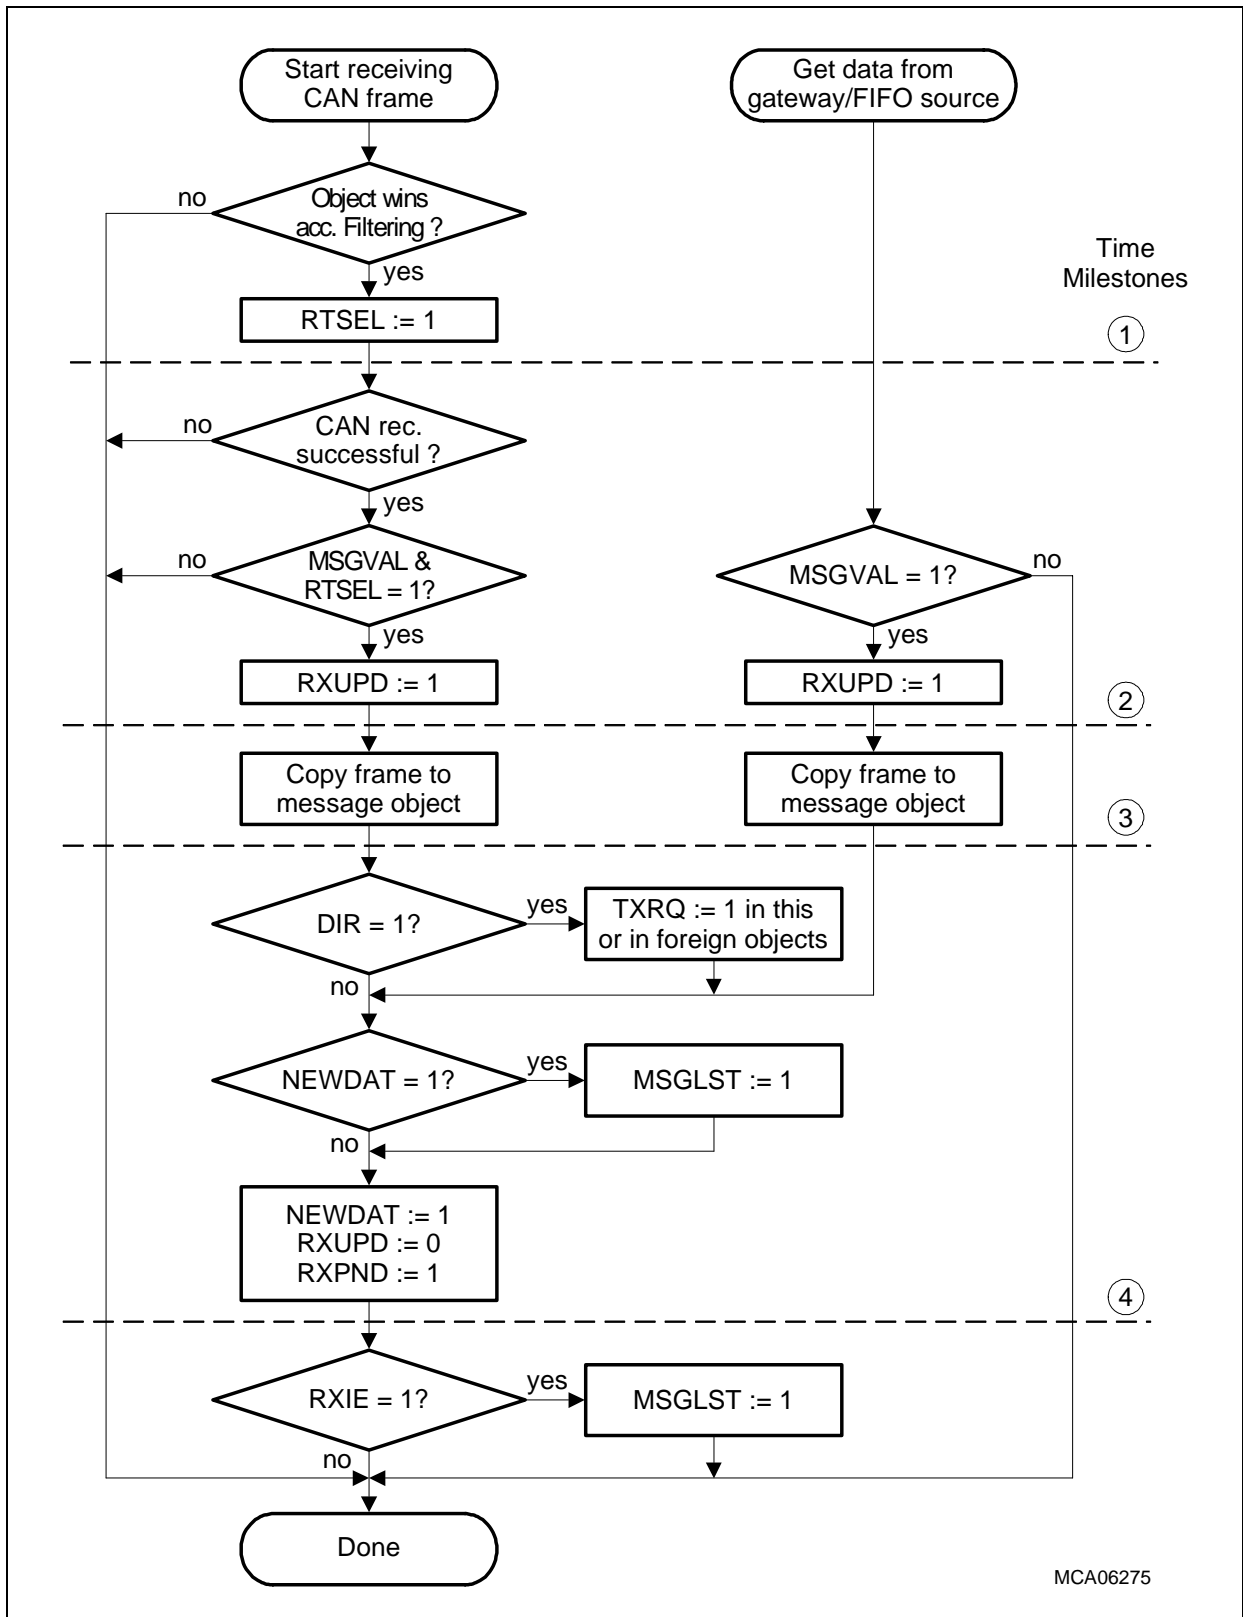 Start receiving
CAN frame
Get data from
gateway/FIFO source
no
Object wins
acc. Filtering ?
yes
Time
Milestones
RTSEL := 1
1
no
CAN rec.
successful ?
yes
no
MSGVAL &
RTSEL = 1?
MSGVAL = 1?
no
yes
yes
RXUPD := 1
RXUPD := 1
2
Copy frame to
message object
Copy frame to
message object
3
DIR = 1?
yes
TXRQ := 1 in this
or in foreign objects
no
NEWDAT = 1?
yes
MSGLST := 1
no
NEWDAT := 1
RXUPD := 0
RXPND := 1
4
RXIE = 1?
yes
MSGLST := 1
no
Done
MCA06275